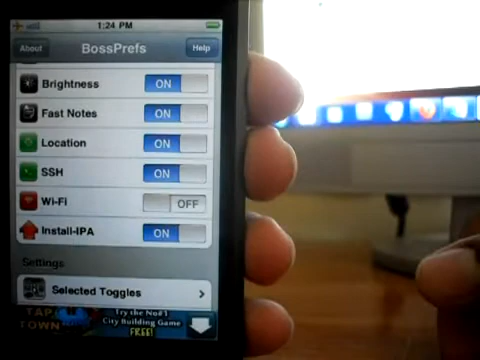 1:24 PM
About BossPrefs Help
Brightness ON
Fast Notes ON
Location ON
SSH ON
Wi-Fi OFF
Install-IPA ON
Settings
Selected Toggles
TAP Try the No#1
TOWN City Building Game
FREE!